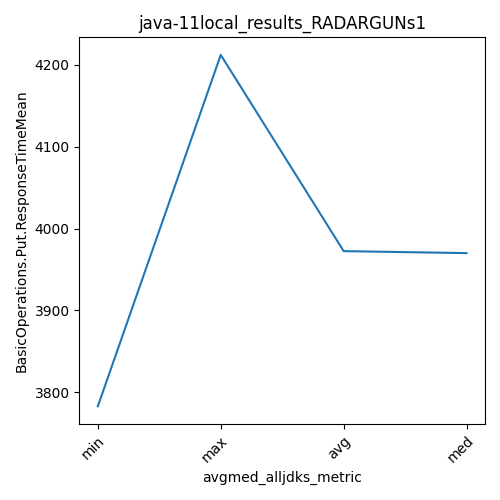 java-11local_results_RADARGUNs1
BasicOperations.Put.ResponseTimeMean
4200
4100
4000
3900
3800
min
max
avg
med
avgmed_alljdks_metric